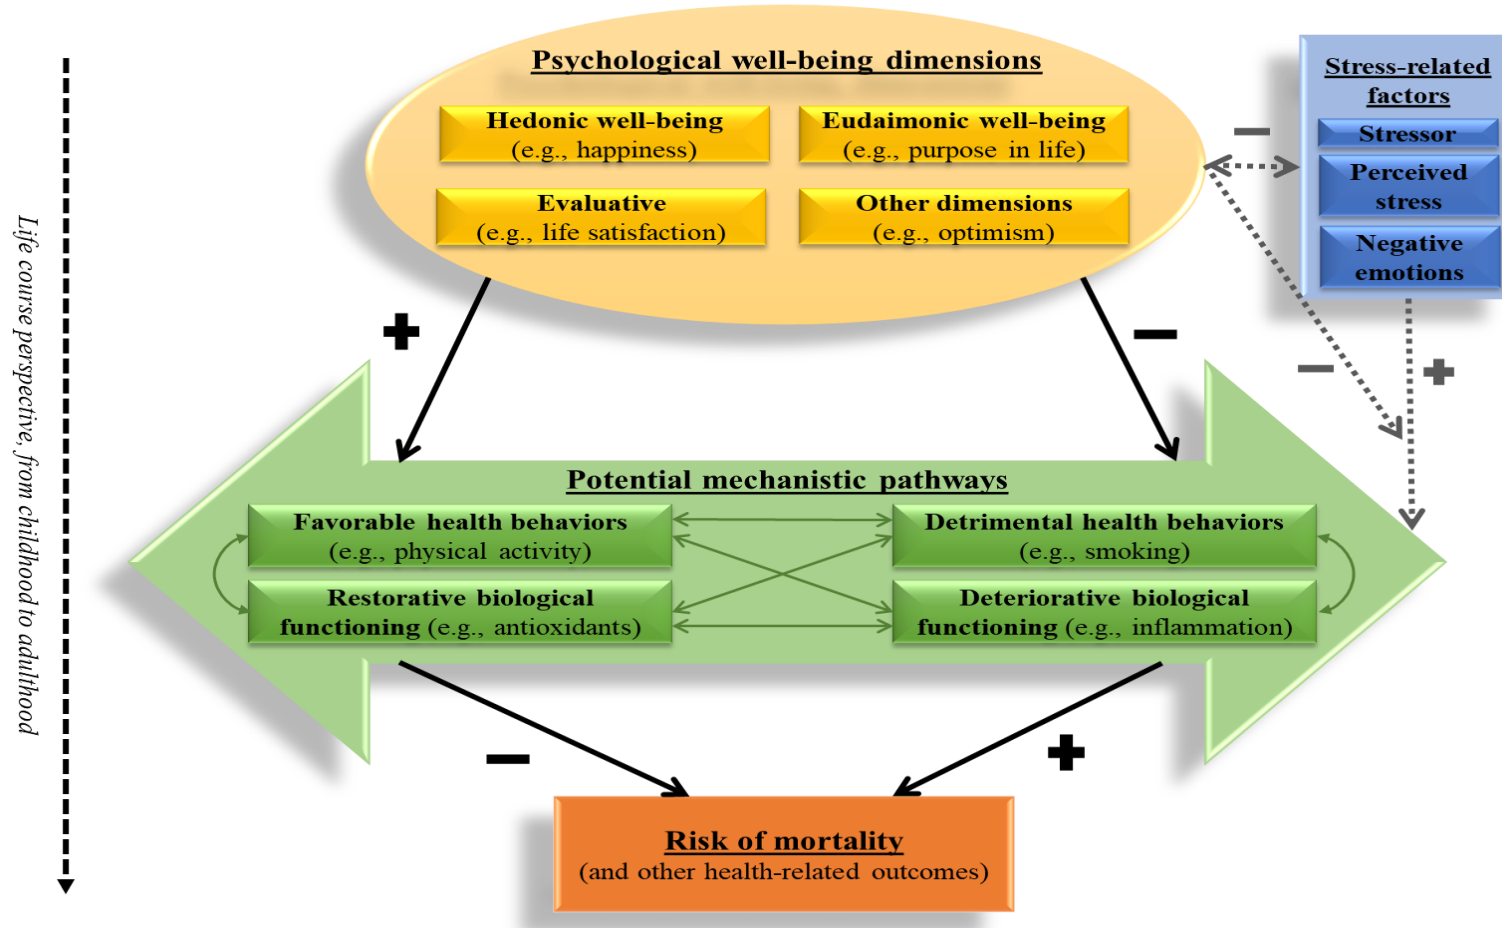 Psychological well-being dimensions
Hedonic well-being
(e.g., happiness)
Eudaimonic well-being
(e.g., purpose in life)
Evaluative
(e.g., life satisfaction)
Other dimensions
(e.g., optimism)
Stress-related
factors
Stressor
Perceived
stress
Negative
emotions
–
+
–
–
+
Life course perspective, from childhood to adulthood
Potential mechanistic pathways
Favorable health behaviors
(e.g., physical activity)
Detrimental health behaviors
(e.g., smoking)
Restorative biological
functioning (e.g., antioxidants)
Deteriorative biological
functioning (e.g., inflammation)
–
+
Risk of mortality
(and other health-related outcomes)